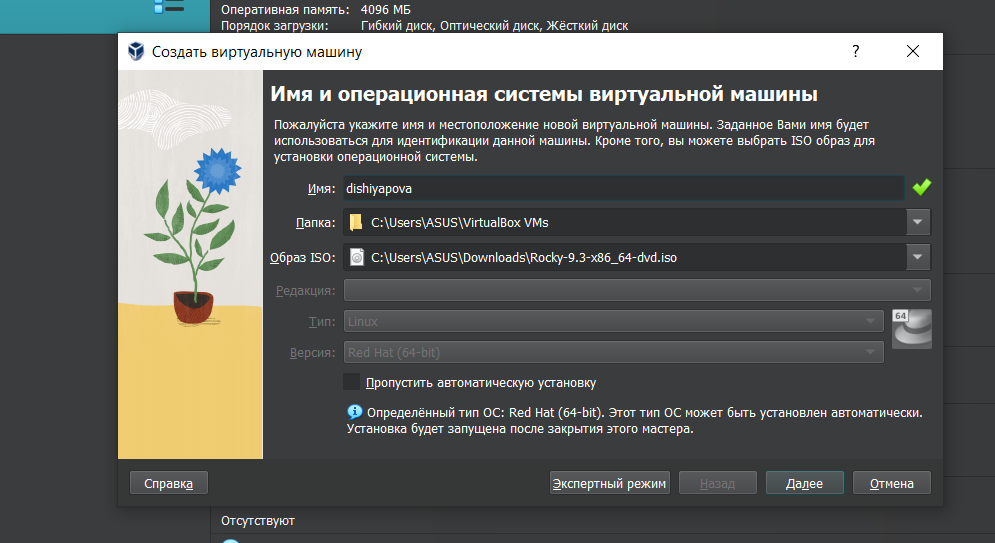 Оперативная память: 4096 МБ
Порядок загрузки: Гибкий диск, Оптический диск, Жёсткий диск
Создать виртуальную машину
?
Имя и операционная системы виртуальной машины
Пожалуйста укажите имя и местоположение новой виртуальной машины. Заданное Вами имя будет
использоваться для идентификации данной машины. Кроме того, вы можете выбрать ISO образ для
установки операционной системы.
Имя: dishiyapova
Папка: C:\Users\ASUS\VirtualBox VMs
Образ ISO: C:\Users\ASUS\Downloads\Rocky-9.3-x86_64-dvd.iso
Редакция:
Тип: Linux
64
Версия: Red Hat (64-bit)
Пропустить автоматическую установку
Определённый тип ОС: Red Hat (64-bit). Этот тип ОС может быть установлен автоматически.
Установка будет запущена после закрытия этого мастера.
Справка Экспертный режим Назад Далее Отмена
Отсутствуют